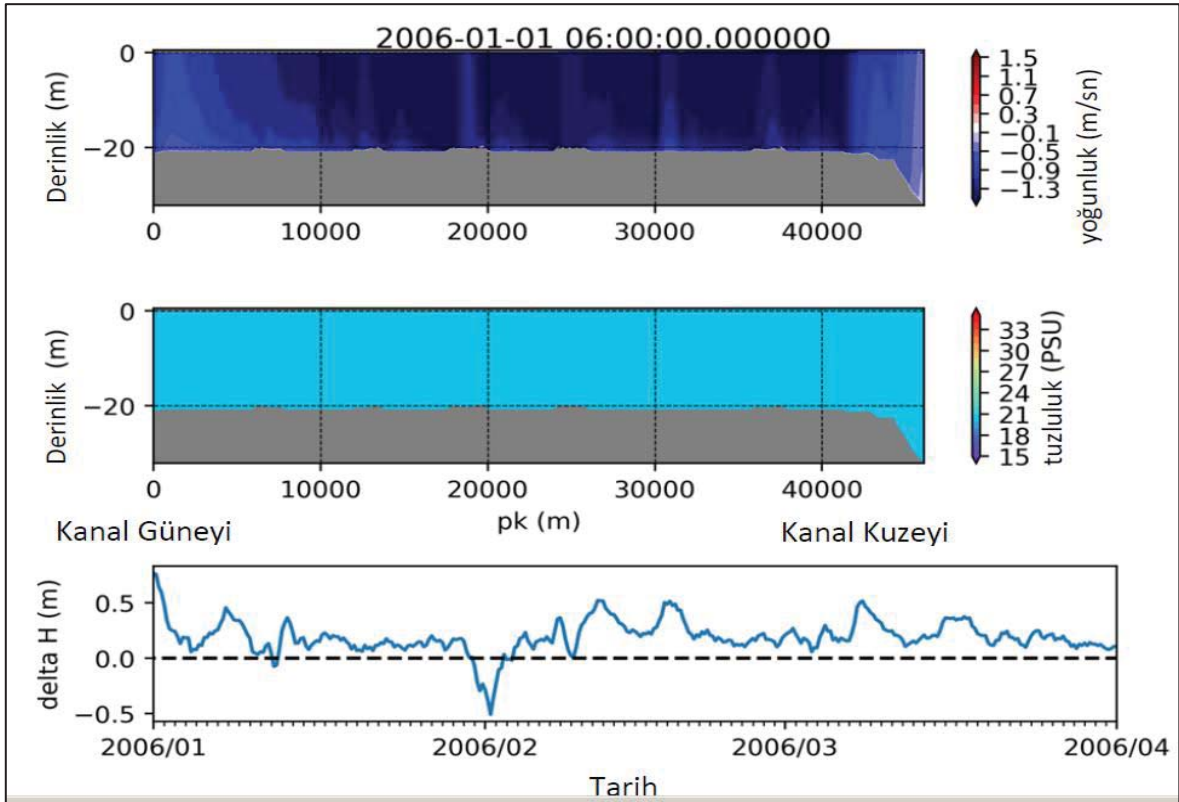 2006-01-01 06:00:00.000000
Derinlik (m)
0
−20
0 10000 20000 30000 40000
1.5
1.1
0.7
0.3
−0.1
−0.5
−0.9
−1.3
yoğunluk (m/sn)
Derinlik (m)
0
−20
0 10000 20000 30000 40000
pk (m)
33
30
27
24
21
18
15
tuzluluk (PSU)
Kanal Güneyi Kanal Kuzeyi
delta H (m)
0.5
0.0
−0.5
2006/01 2006/02 2006/03 2006/04
Tarih